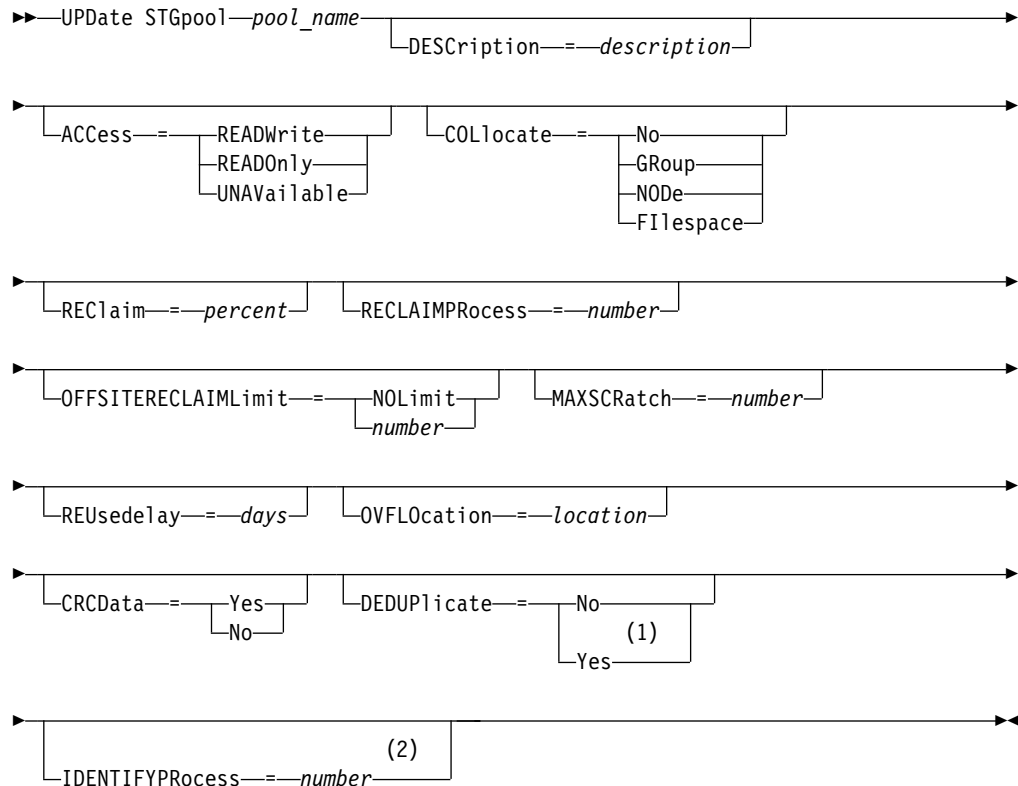 UPDate STGpool pool_name
DESCription = description
ACCess = READWrite COLlocate = No
READOnly GRoup
UNAVailable NODe
FIlespace
REClaim = percent RECLAIMPRocess = number
OFFSITERECLAIMLimit = NOLimit MAXSCRatch = number
number
REUsedelay = days OVFLOcation = location
CRCData = Yes DEDUPlicate = No
No (1)
Yes
(2)
IDENTIFYPRocess = number